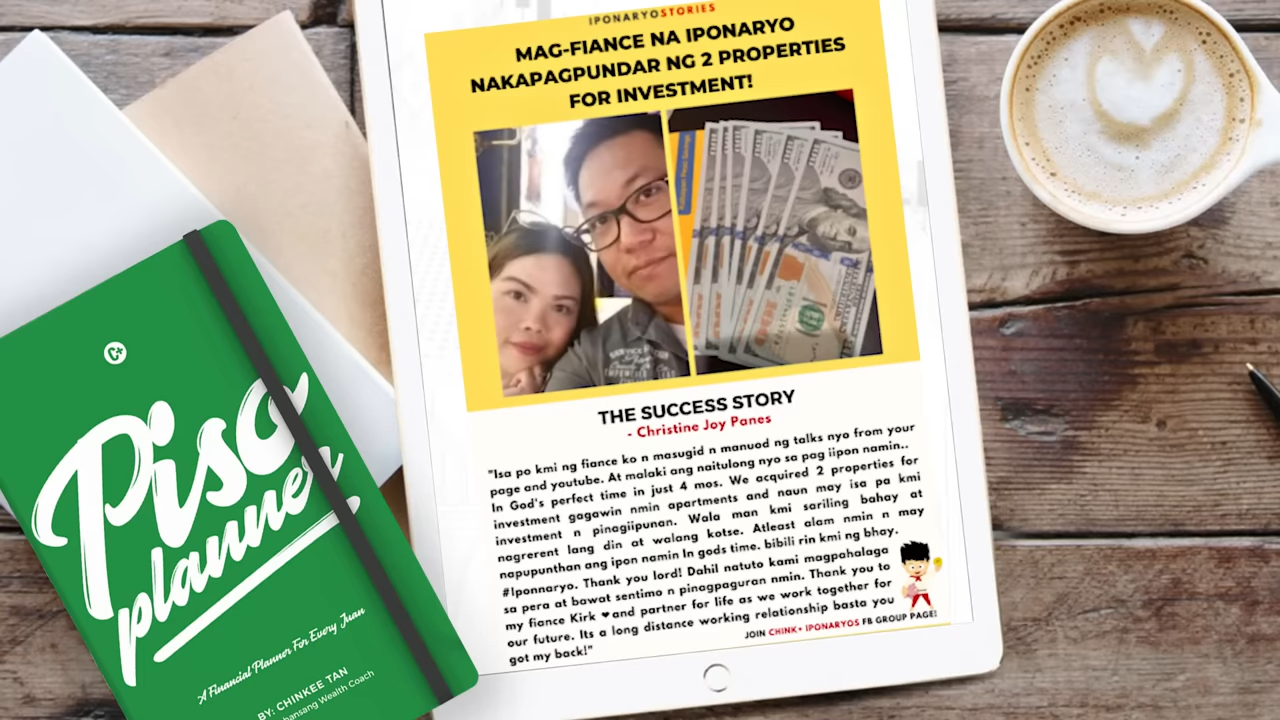 IPONARYOSTORIES
MAG-FIANCE NA IPONARYO
NAKAPAGPUNDAR NG 2 PROPERTIES
FOR INVESTMENT!
THE SUCCESS STORY
- Christine Joy Panes
"Isa po kmi ng fiance ko n masugid n manuod ng talks nyo from your
page and youtube. At malaki ang naitulong nyo sa pag iipon namin..
In God's perfect time in just 4 mos. We acquired 2 properties for
investment gagawin nmin apartments and naun may isa pa kmi
investment n pinagiipunan. Wala man kmi sariling bahay at
nagrerent lang din at walang kotse. Atleast alam nmin n may
napupunthan ang ipon namin In gods time. bibili rin kmi ng bhay.
#Iponnaryo. Thank you lord! Dahil natuto kami magpahalaga
sa pera at bawat sentimo n pinagpaguran nmin. Thank you to
my fiance Kirk ❤and partner for life as we work together for
our future. Its a long distance working relationship basta you
got my back!"
JOIN CHINK+ IPONARYOS FB GROUP PAGE!
C+
Piso
planner
A Financial Planner For Every Juan
BY: CHINKEE TAN
Wealth Coach